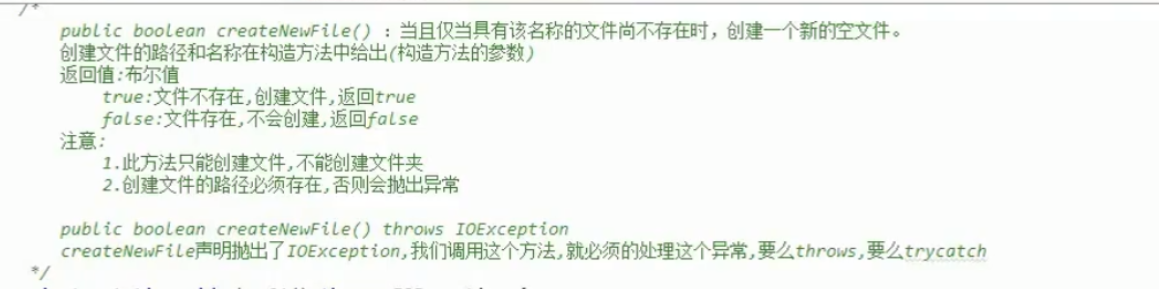 /*
public boolean createNewFile() ：当且仅当具有该名称的文件尚不存在时，创建一个新的空文件。
创建文件的路径和名称在构造方法中给出(构造方法的参数)
返回值:布尔值
true:文件不存在,创建文件,返回true
false:文件存在,不会创建,返回false
注意:
1.此方法只能创建文件,不能创建文件夹
2.创建文件的路径必须存在,否则会抛出异常
public boolean createNewFile() throws IOException
createNewFile声明抛出了IOException,我们调用这个方法,就必须的处理这个异常,要么throws,要么trycatch
*/